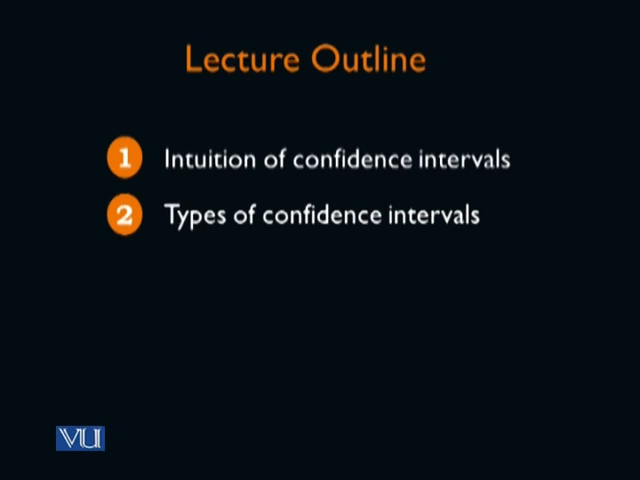 Lecture Outline
1 Intuition of confidence intervals
2 Types of confidence intervals
VU